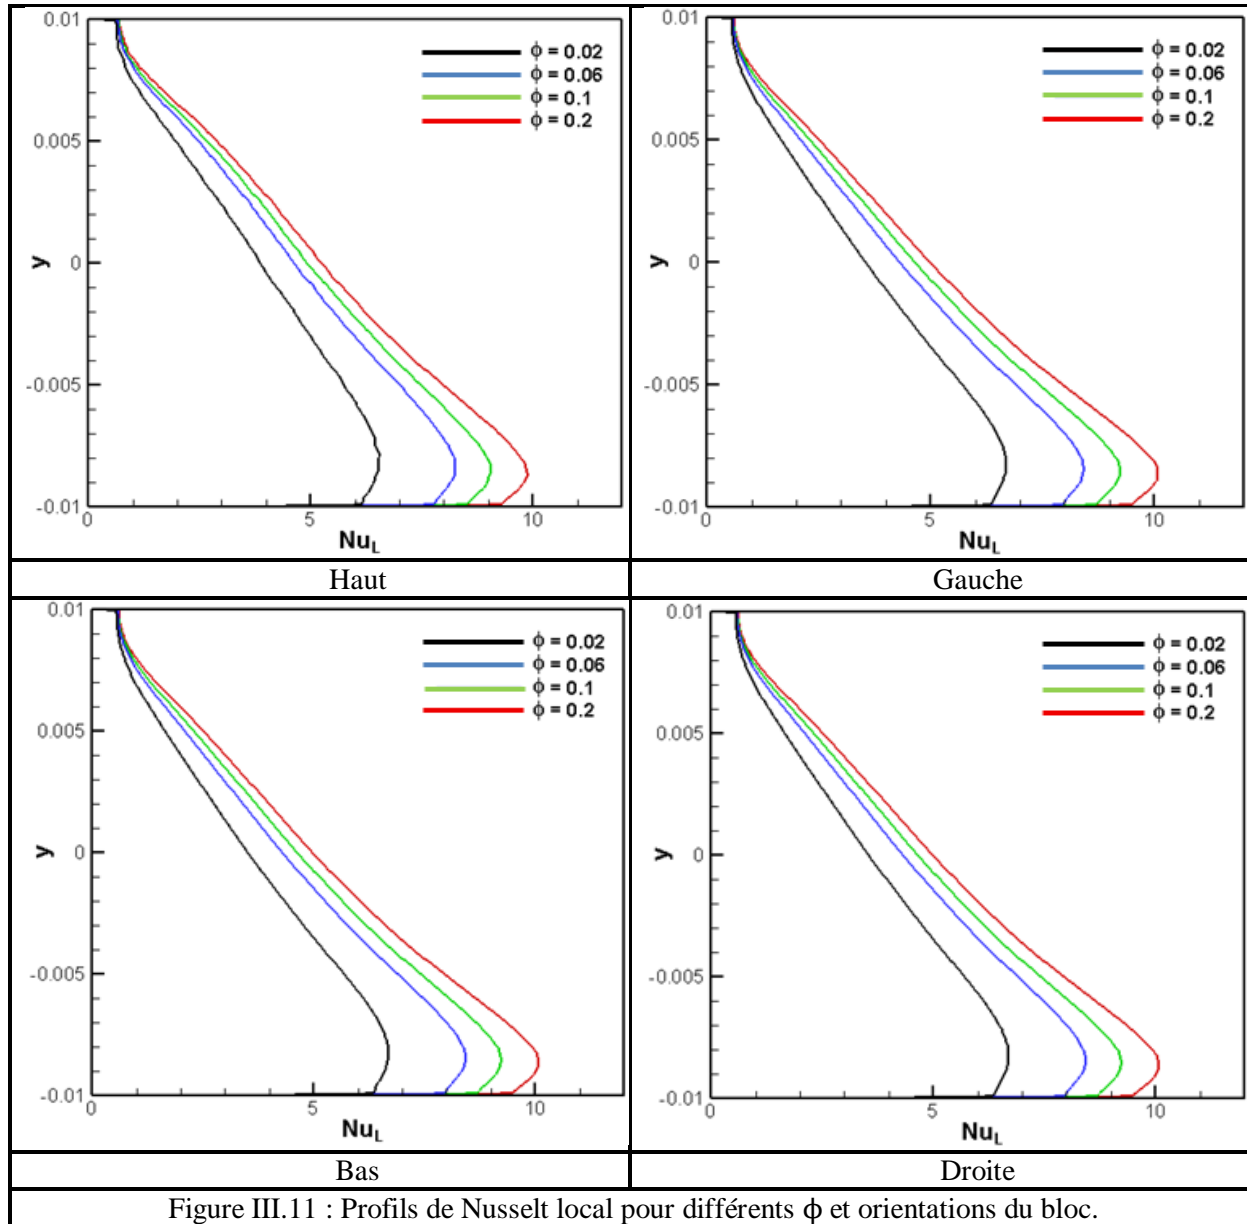 0.01
0.005
0
-0.005
-0.01
y
0 5 10
Nu_L
ϕ = 0.02
ϕ = 0.06
ϕ = 0.1
ϕ = 0.2
Haut
0.01
0.005
0
-0.005
-0.01
y
0 5 10
Nu_L
ϕ = 0.02
ϕ = 0.06
ϕ = 0.1
ϕ = 0.2
Gauche
0.01
0.005
0
-0.005
-0.01
y
0 5 10
ϕ = 0.02
ϕ = 0.06
ϕ = 0.1
ϕ = 0.2
Nu_L
Bas
0.01
0.005
0
-0.005
-0.01
y
0 5 10
Nu_L
ϕ = 0.02
ϕ = 0.06
ϕ = 0.1
ϕ = 0.2
Droite
Figure III.11 : Profils de Nusselt local pour différents ϕ et orientations du bloc.